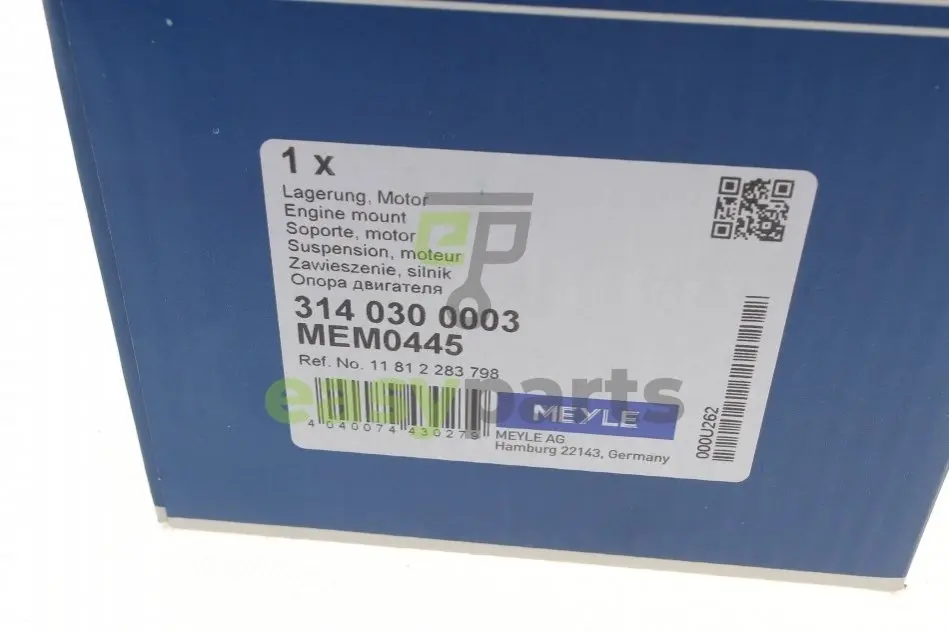 1 x
Lagerung, Motor
Engine mount
Soporte, motor
Suspension, moteur
Zawieszenie, silnik
Опора двигателя
314 030 0003
MEM0445
Ref. No. 11 81 2 283 798
4 040074 430279
MEYLE
MEYLE AG
Hamburg 22143, Germany
000U262
easyparts